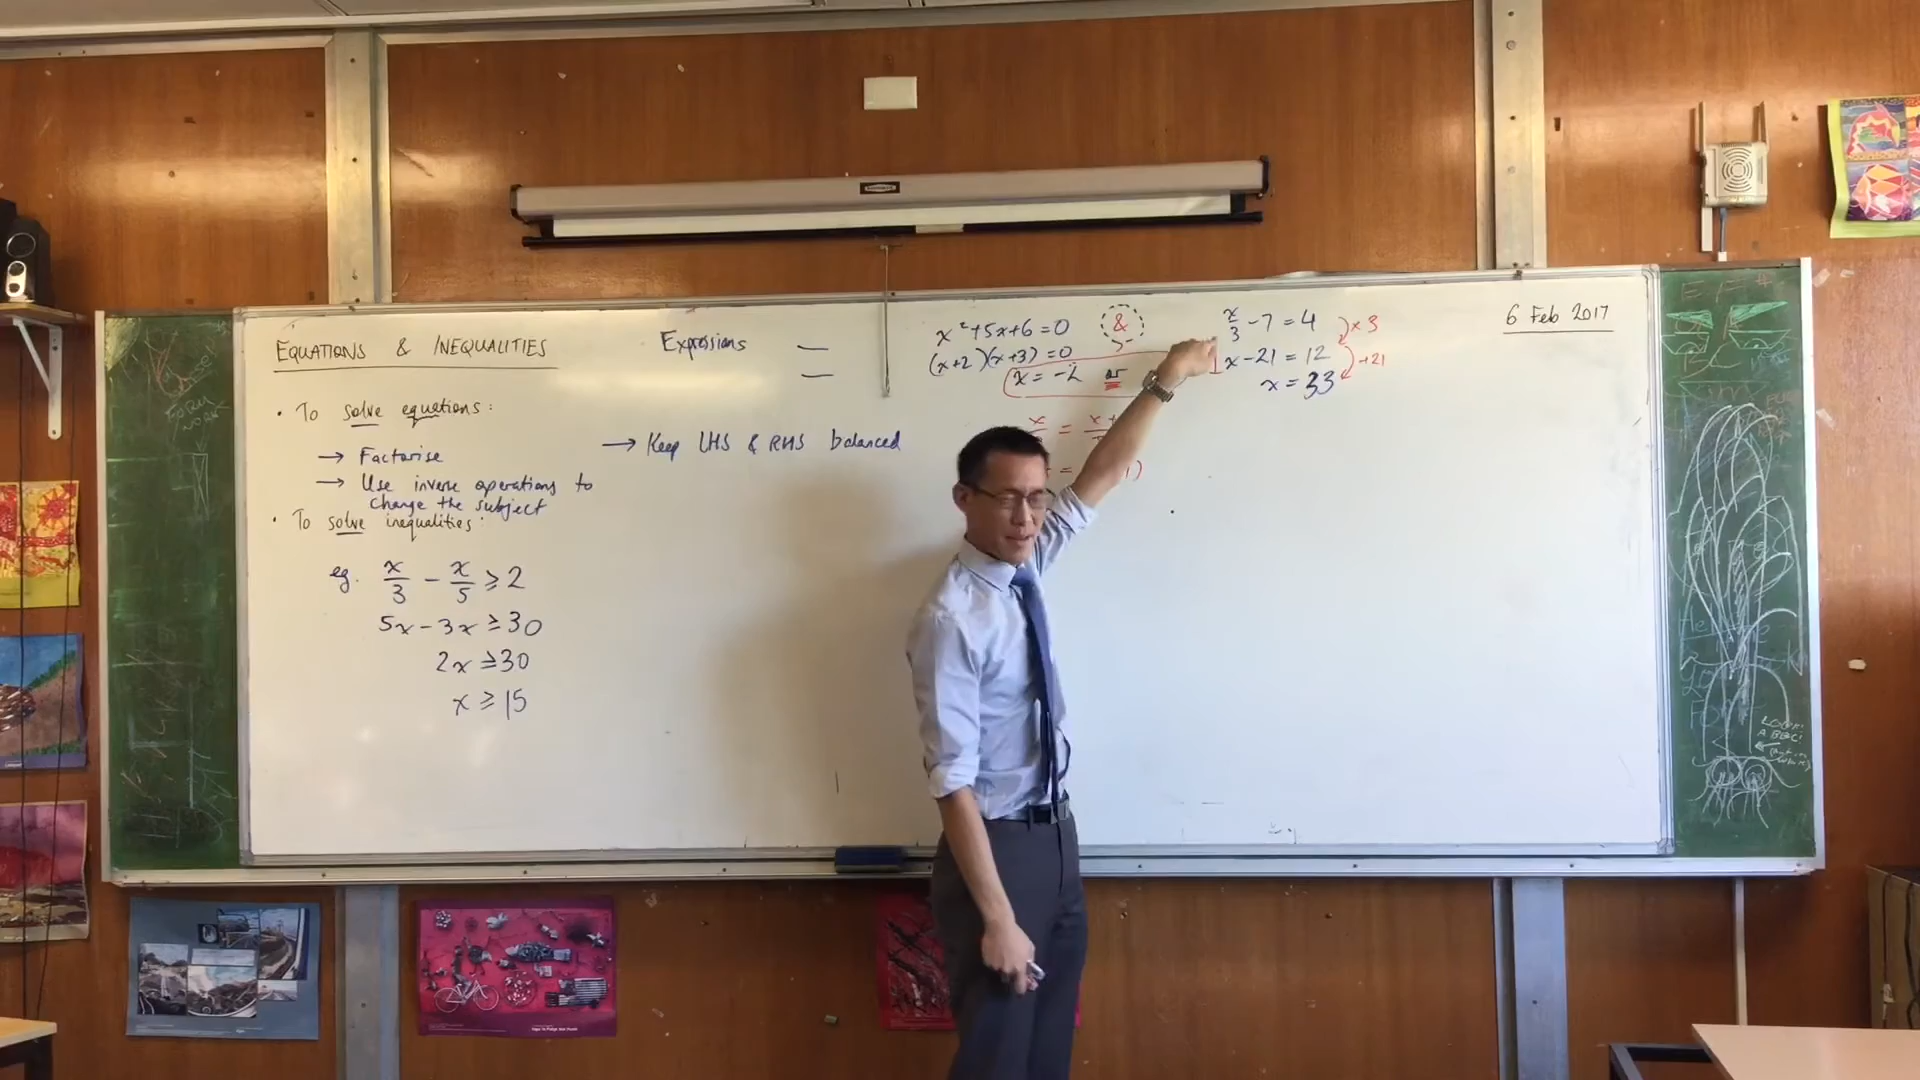 EQUATIONS & INEQUALITIES
• To solve equations:
→ Factorise
→ Use inverse operations to
change the subject
→ Keep LHS & RHS balanced
• To solve inequalities:
eg. x/3 - x/5 ≥ 2
5x - 3x ≥ 30
2x ≥ 30
x ≥ 15
Expressions
=
x² + 5x + 6 = 0
(x+2)(x+3) = 0
x = -2 or
&
x/3 - 7 = 4
×3
x - 21 = 12
+21
x = 33
6 Feb 2017